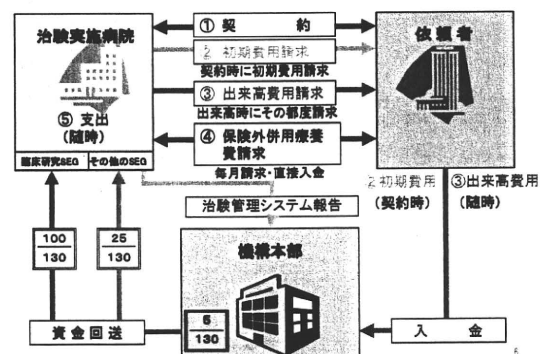 ① 契 約
治験実施病院
依 頼 者
2 初期費用請求
契約時に初期費用請求
③ 出来高費用請求
出来高時にその都度請求
⑤ 支出
(随時)
④ 保険外併用療養
費請求
臨床研究SEG
その他のSEG
毎月請求・直接入金
2 初期費用
(契約時)
③出来高費用
(随時)
治験管理システム報告
100
130
25
130
機構本部
5
130
資金回送
入 金